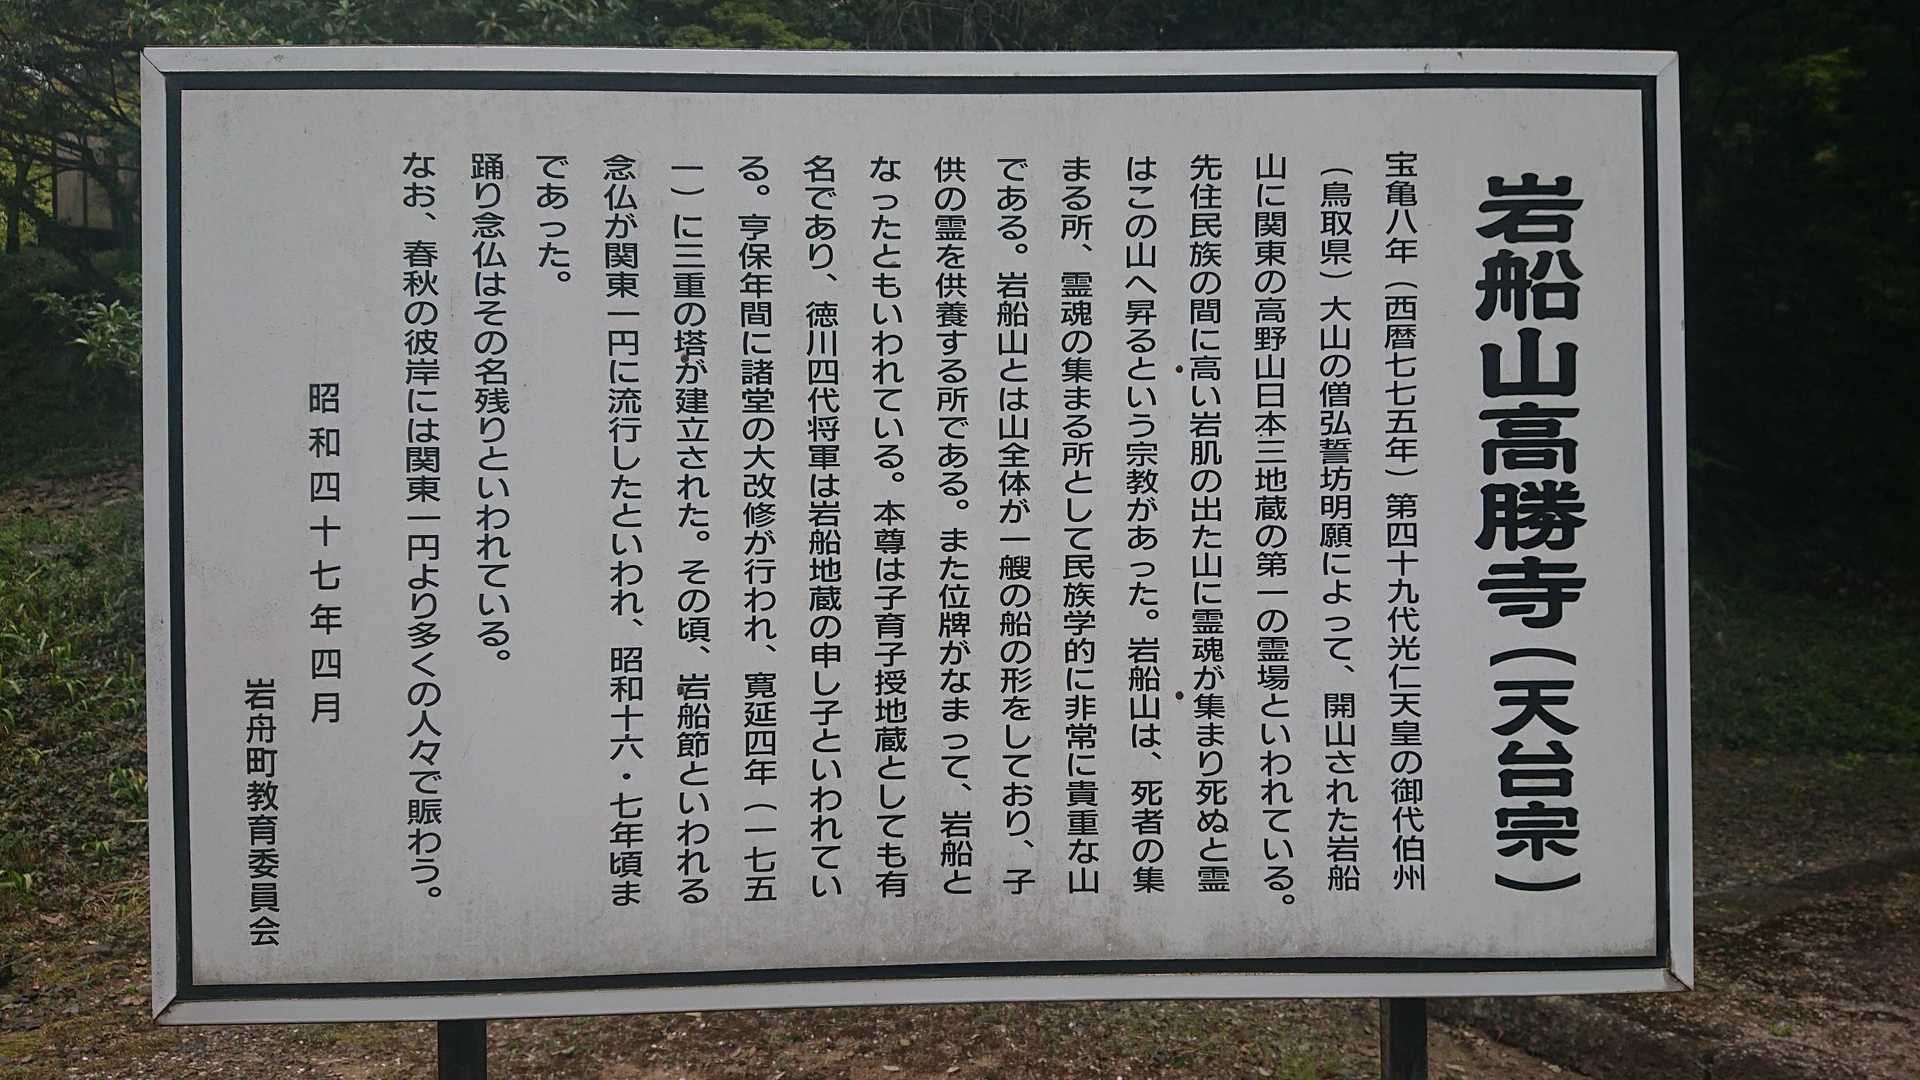 岩船山高勝寺（天台宗）
宝亀八年（西暦七七五年）第四十九代光仁天皇の御代伯州
（鳥取県）大山の僧弘誓坊明願によって、開山された岩船
山に関東の高野山日本三地蔵の第一の霊場といわれている。
先住民族の間に高い岩肌の出た山に霊魂が集まり死ぬと霊
はこの山へ昇るという宗教があった。岩船山は、死者の集
まる所、霊魂の集まる所として民族学的に非常に貴重な山
である。岩船山とは山全体が一艘の船の形をしており、子
供の霊を供養する所である。また位牌がなまって、岩船と
なったともいわれている。本尊は子育子授地蔵としても有
名であり、徳川四代将軍は岩船地蔵の申し子といわれてい
る。享保年間に諸堂の大改修が行われ、寛延四年（一七五
一）に三重の塔が建立された。その頃、岩船節といわれる
念仏が関東一円に流行したといわれ、昭和十六・七年頃ま
であった。
踊り念仏はその名残りといわれている。
なお、春秋の彼岸には関東一円より多くの人々で賑わう。
昭和四十七年四月
岩舟町教育委員会